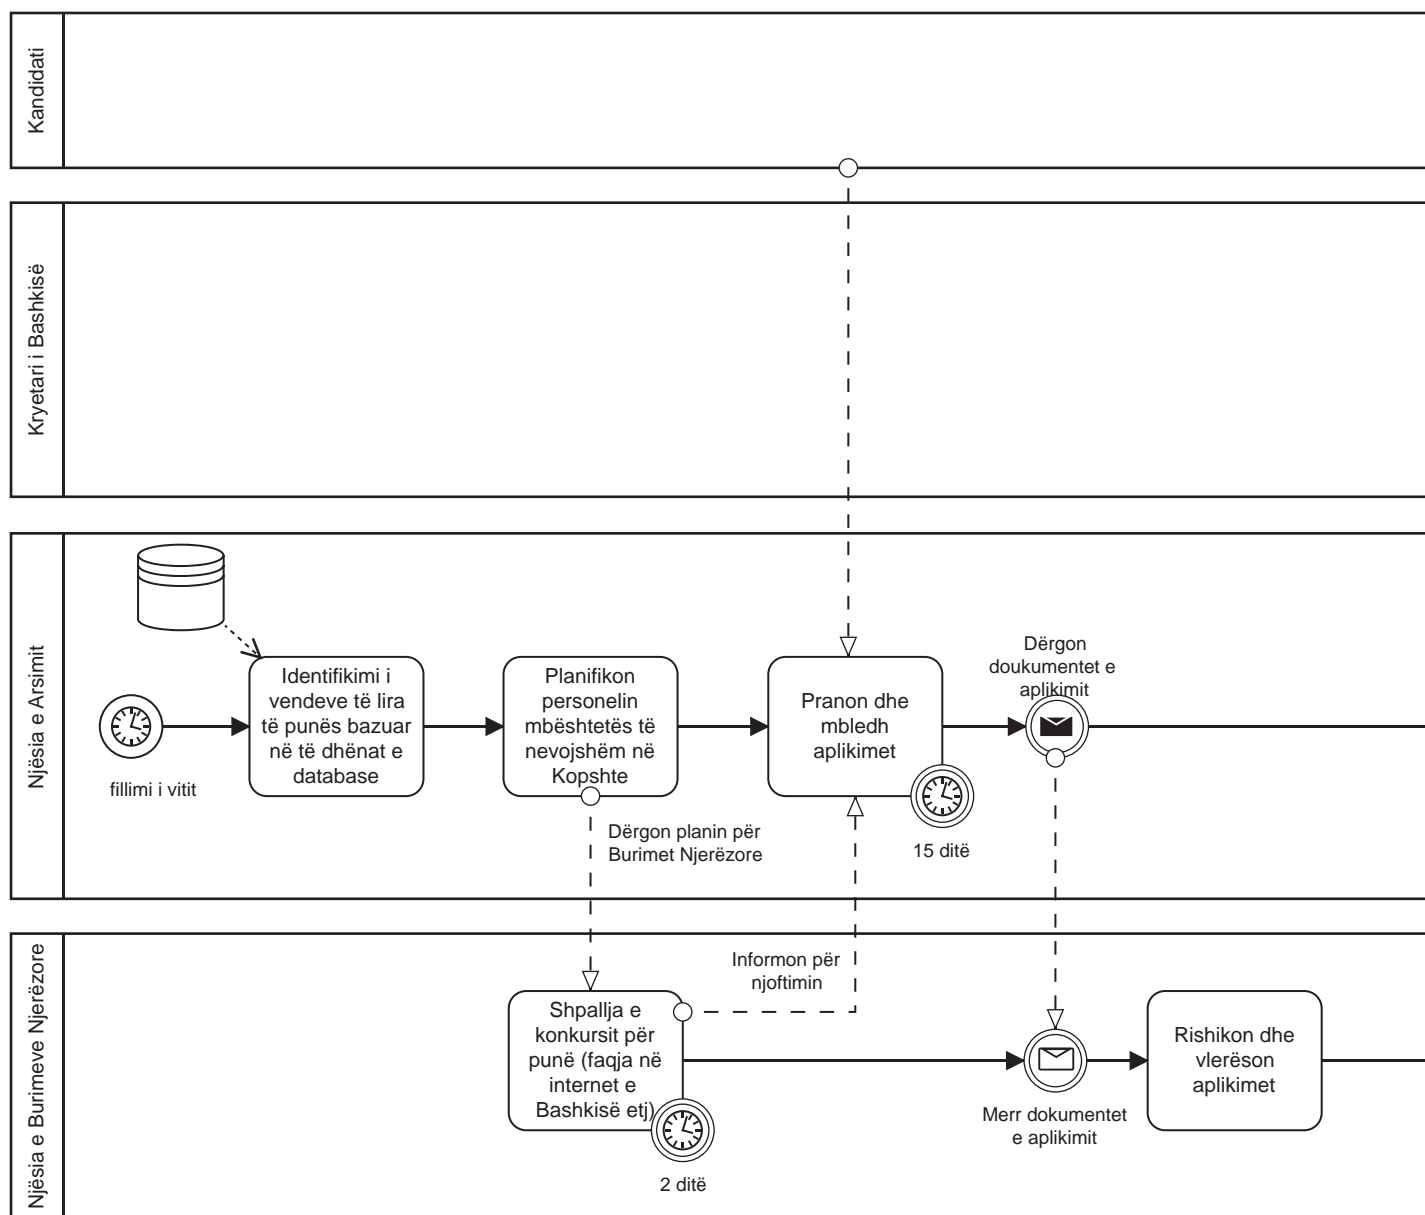 Kandidati
Kryetari i Bashkisë
Njësia e Arsimit
fillimi i vitit
Identifikimi i
vendeve të lira
të punës bazuar
në të dhënat e
database
Planifikon
personelin
mbështetës të
nevojshëm në
Kopshte
Dërgon planin për
Burimet Njerëzore
Pranon dhe
mbledh
aplikimet
15 ditë
Dërgon
doukumentet e
aplikimit
Njësia e Burimeve Njerëzore
Shpallja e
konkursit për
punë (faqja në
internet e
Bashkisë etj)
2 ditë
Informon për
njoftimin
Merr dokumentet
e aplikimit
Rishikon dhe
vlerëson
aplikimet